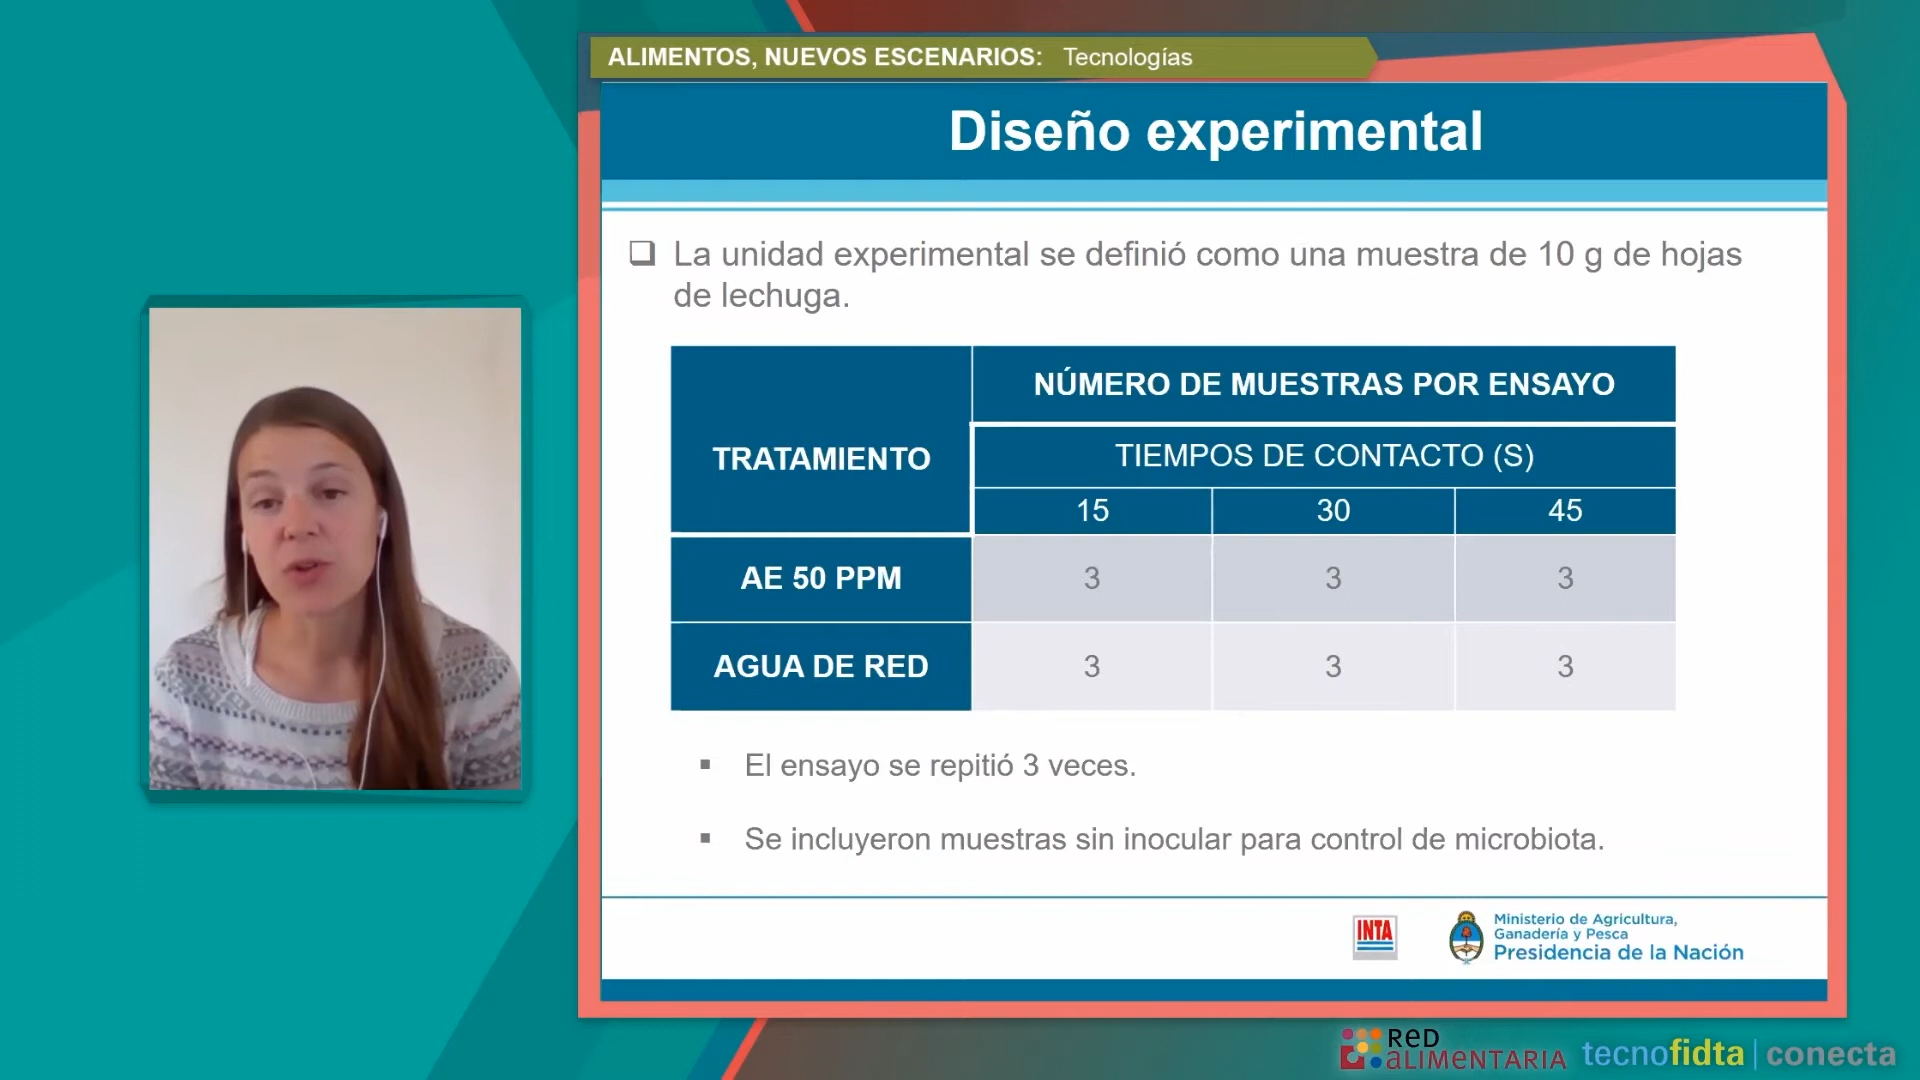 ALIMENTOS, NUEVOS ESCENARIOS: Tecnologías
Diseño experimental
❑ La unidad experimental se definió como una muestra de 10 g de hojas
de lechuga.
TRATAMIENTO
NÚMERO DE MUESTRAS POR ENSAYO
TIEMPOS DE CONTACTO (S)
15 30 45
AE 50 PPM 3 3 3
AGUA DE RED 3 3 3
▪ El ensayo se repitió 3 veces.
▪ Se incluyeron muestras sin inocular para control de microbiota.
INTA
Ministerio de Agricultura,
Ganadería y Pesca
Presidencia de la Nación
ReD
aLIMENTARIA
tecnofidta | conecta